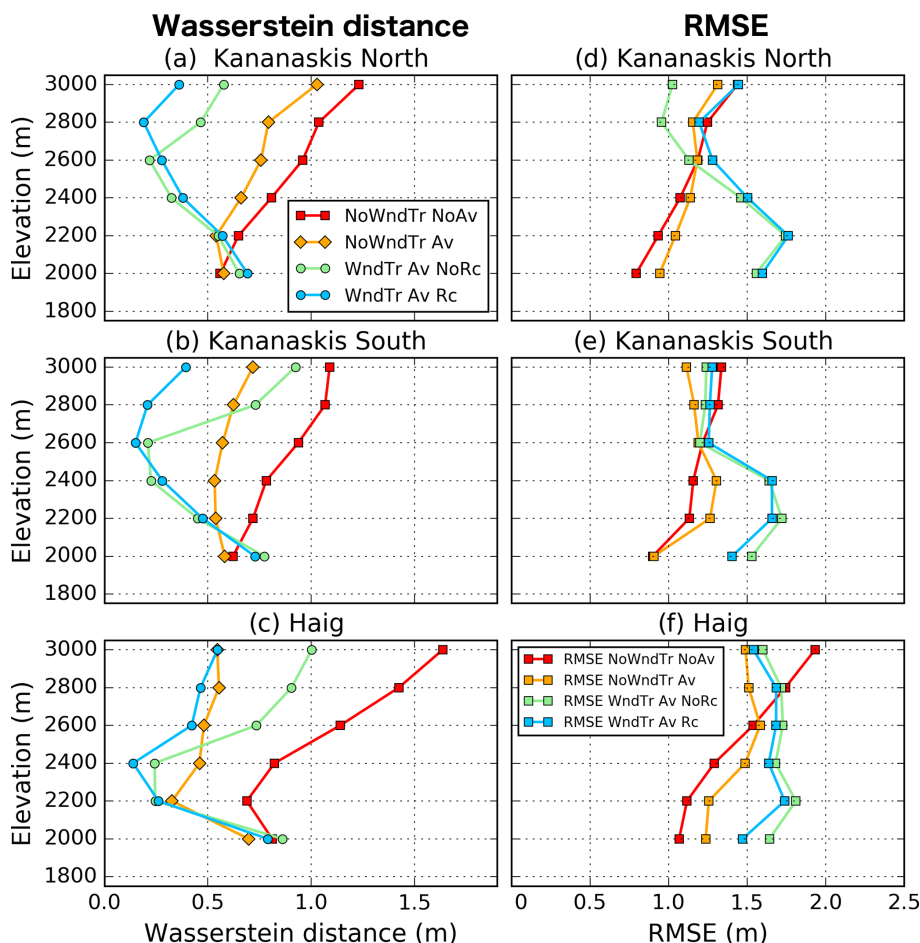 Wasserstein distance
RMSE
(a) Kananaskis North
(d) Kananaskis North
3000
2800
2600
2400
2200
2000
1800
Elevation (m)
NoWndTr NoAv
NoWndTr Av
WndTr Av NoRc
WndTr Av Rc
(b) Kananaskis South
(e) Kananaskis South
3000
2800
2600
2400
2200
2000
1800
Elevation (m)
(c) Haig
(f) Haig
3000
2800
2600
2400
2200
2000
1800
Elevation (m)
RMSE NoWndTr NoAv
RMSE NoWndTr Av
RMSE WndTr Av NoRc
RMSE WndTr Av Rc
0.0 0.5 1.0 1.5
0 0.5 1.0 1.5 2.0 2.5
Wasserstein distance (m)
RMSE (m)